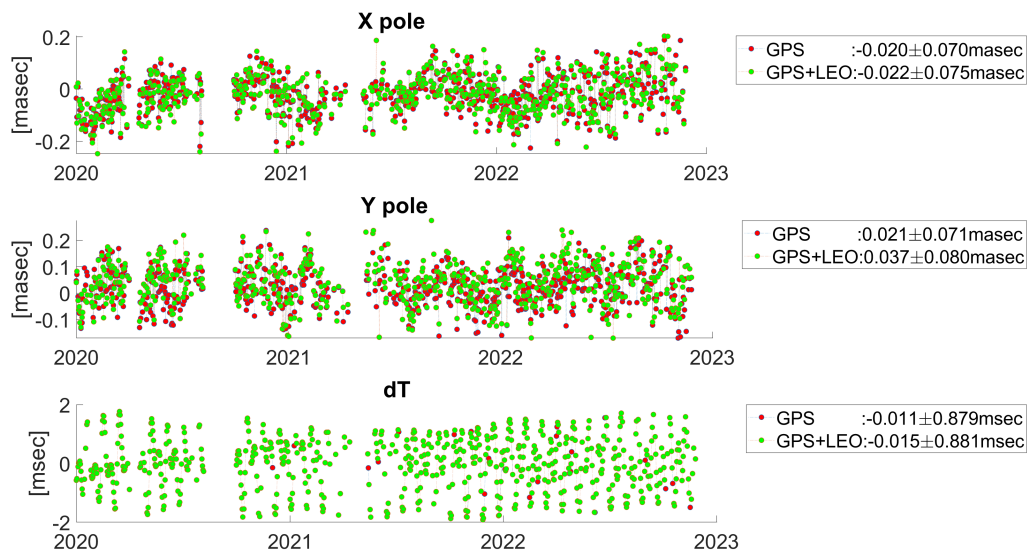 X pole
0.2
0
-0.2
[masec]
2020
2021
2022
2023
GPS :-0.020±0.070masec
GPS+LEO:-0.022±0.075masec
Y pole
0.2
0.1
0
-0.1
[masec]
2020
2021
2022
2023
GPS :0.021±0.071masec
GPS+LEO:0.037±0.080masec
dT
2
0
-2
[msec]
2020
2021
2022
2023
GPS :-0.011±0.879msec
GPS+LEO:-0.015±0.881msec